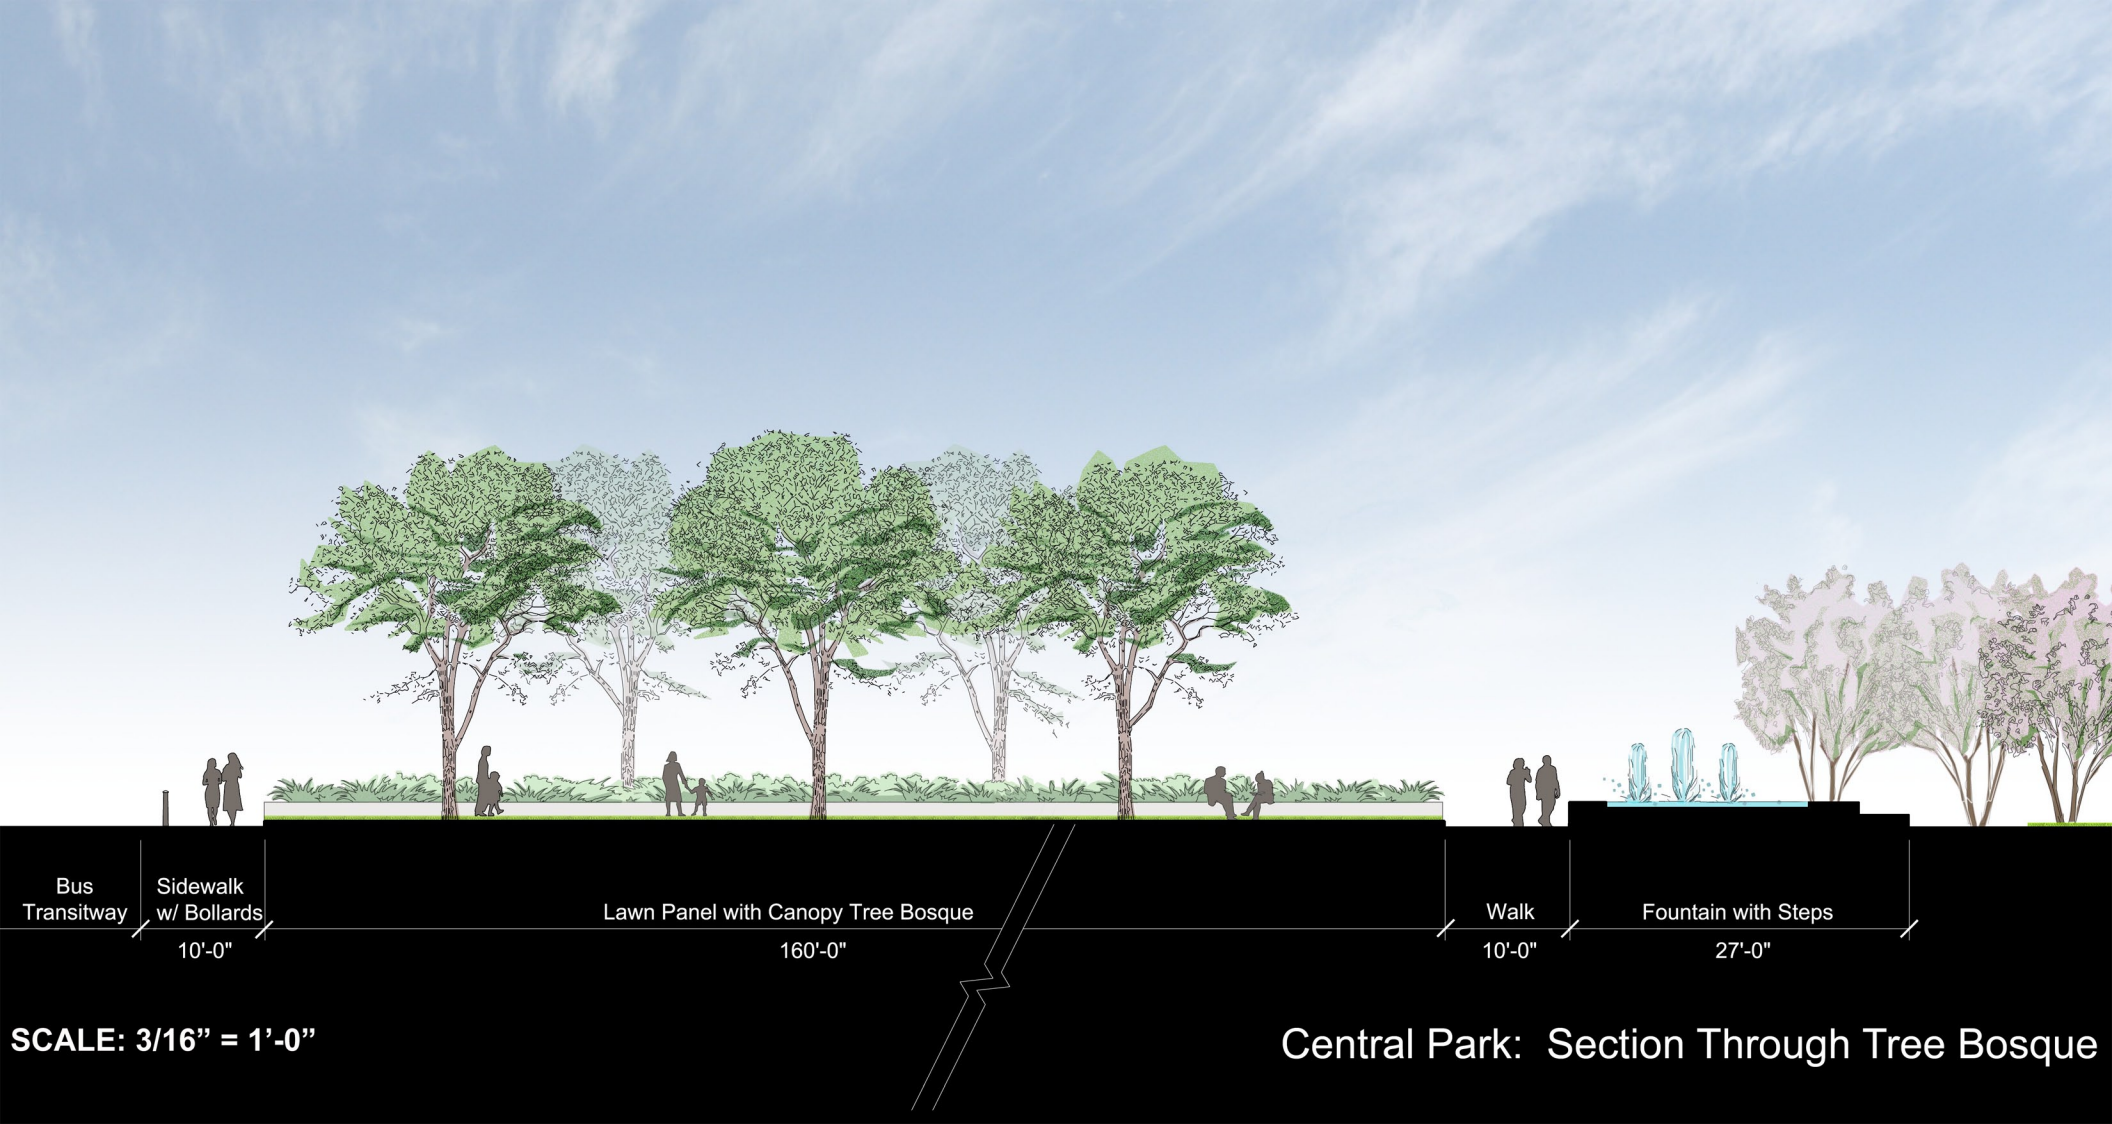 Bus
Transitway
Sidewalk
w/ Bollards
10'-0"
Lawn Panel with Canopy Tree Bosque
160'-0"
Walk
10'-0"
Fountain with Steps
27'-0"
SCALE: 3/16” = 1’-0”
Central Park: Section Through Tree Bosque